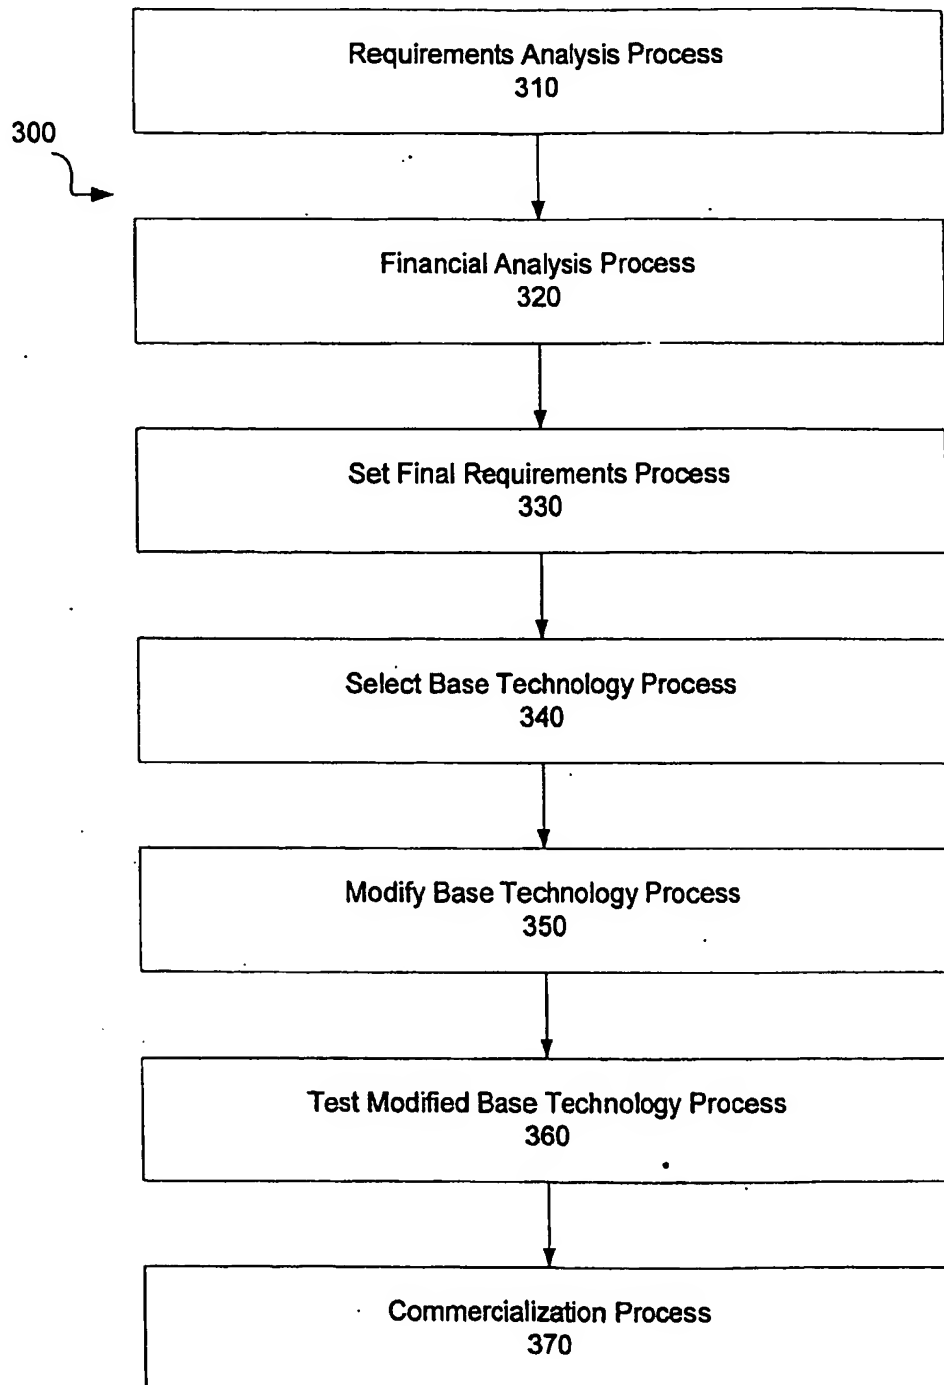 Requirements Analysis Process
310
300
Financial Analysis Process
320
Set Final Requirements Process
330
Select Base Technology Process
340
Modify Base Technology Process
350
Test Modified Base Technology Process
360
Commercialization Process
370